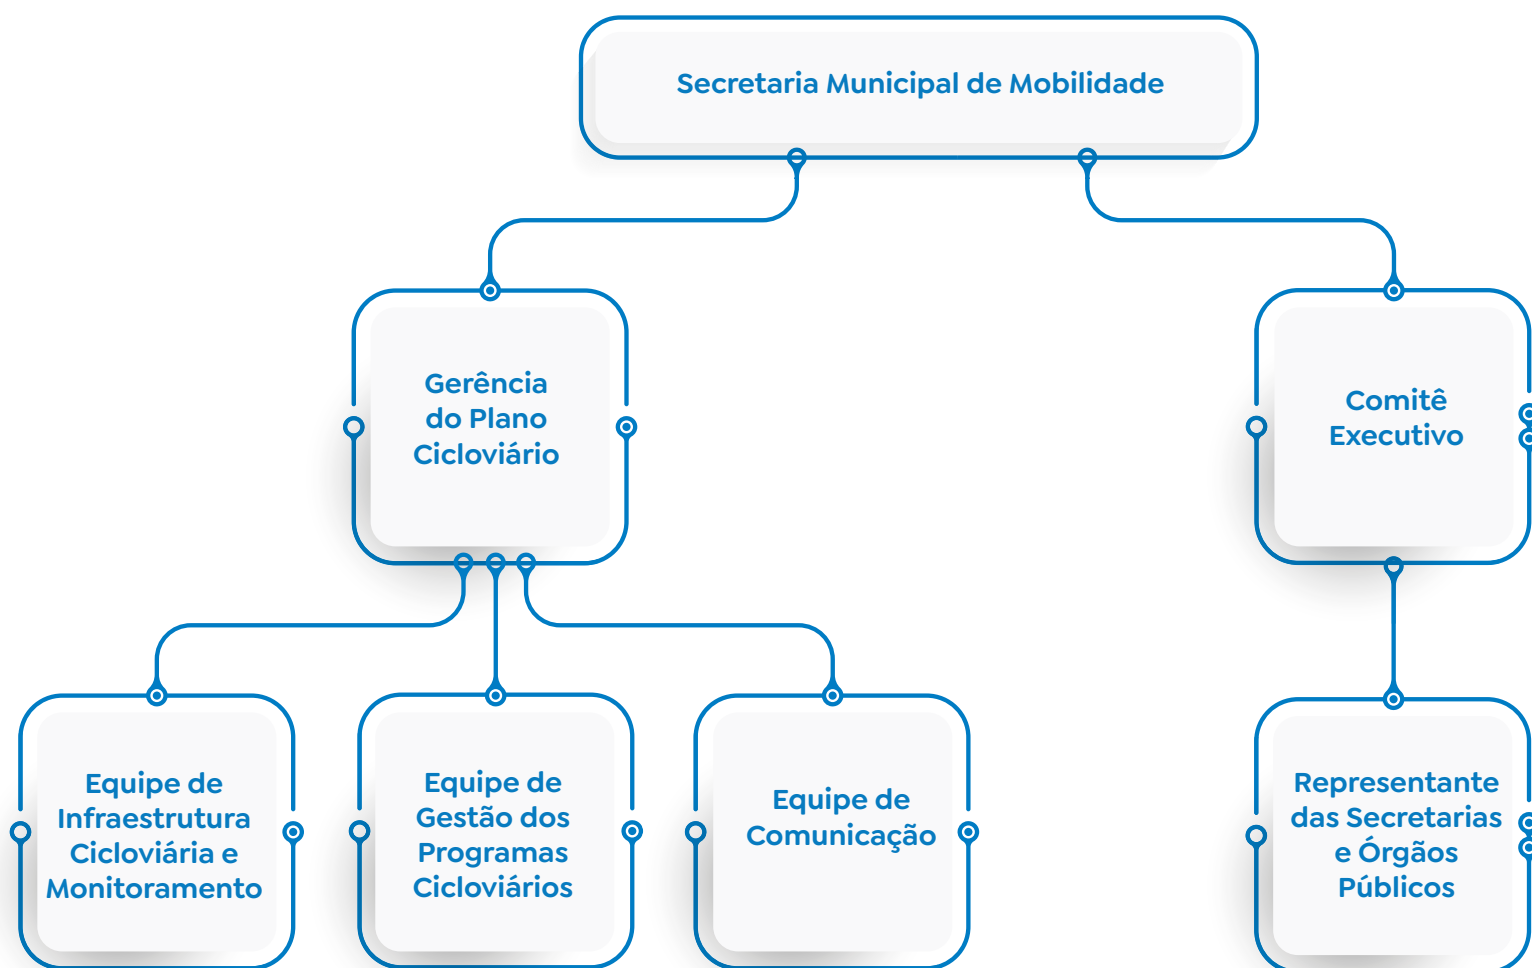 Secretaria Municipal de Mobilidade
Gerência
do Plano
Cicloviário
Comitê
Executivo
Equipe de
Infraestrutura
Cicloviária e
Monitoramento
Equipe de
Gestão dos
Programas
Cicloviários
Equipe de
Comunicação
Representante
das Secretarias
e Órgãos
Públicos